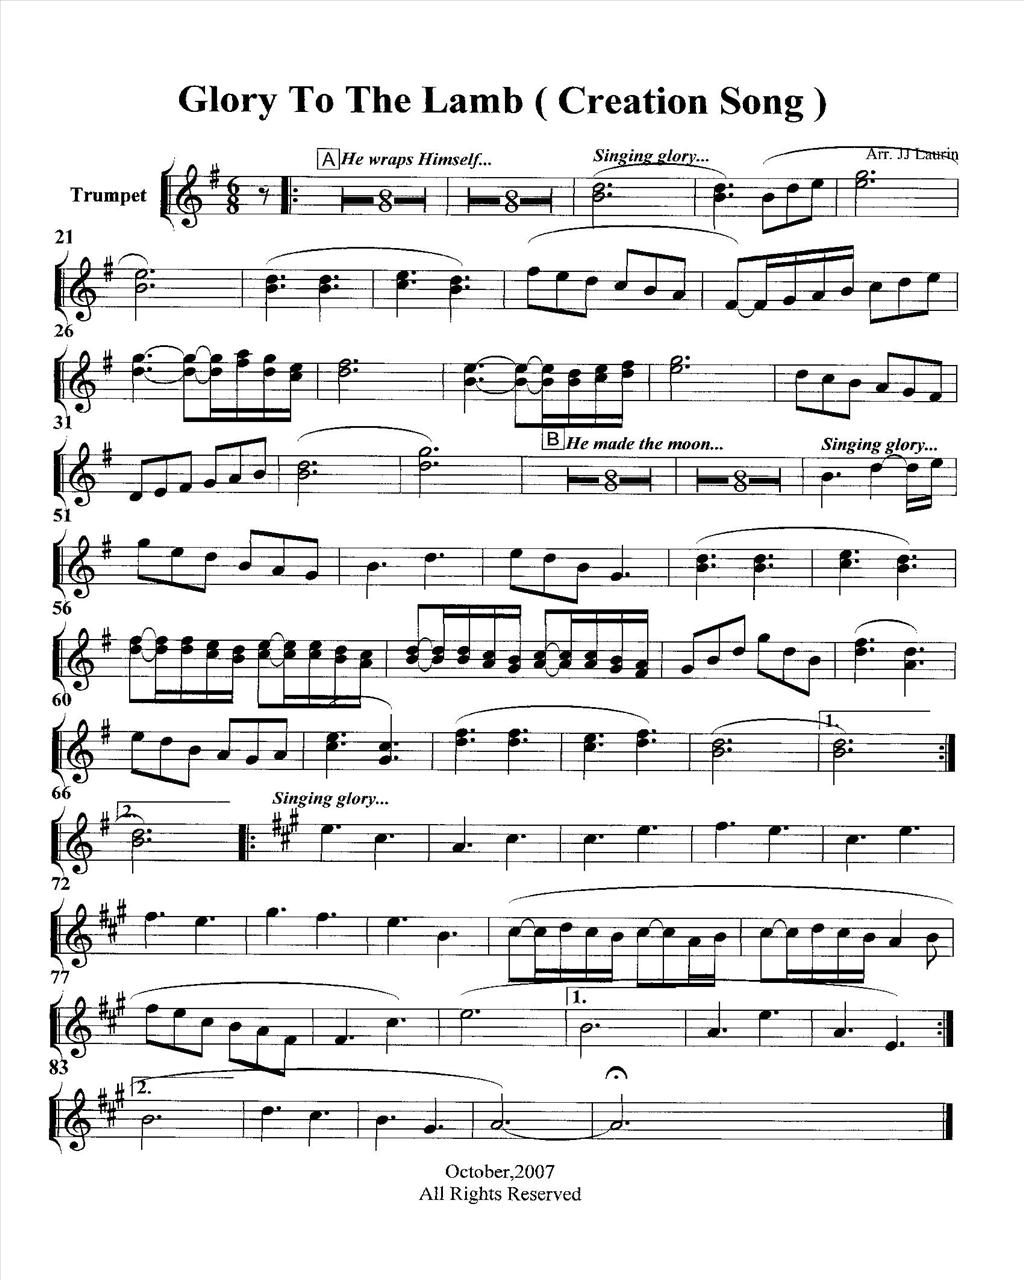 Glory To The Lamb ( Creation Song )
A He wraps Himself... Singing glory... Arr. JJ Laurin
Trumpet 6 8 8 8
21
26
31 B He made the moon... Singing glory...
8 8
51
56
60
1.
66 2. Singing glory...
72
77
1.
83
2.
October,2007
All Rights Reserved